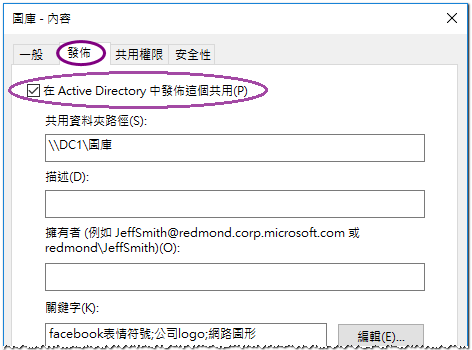 圖庫 - 內容
一般
發佈
共用權限
安全性
在 Active Directory 中發佈這個共用(P)
共用資料夾路徑(S):
\\DC1\圖庫
描述(D):
擁有者 (例如 JeffSmith@redmond.corp.microsoft.com 或
redmond\JeffSmith)(O):
關鍵字(K):
facebook表情符號;公司logo;網路圖形
編輯(E)...